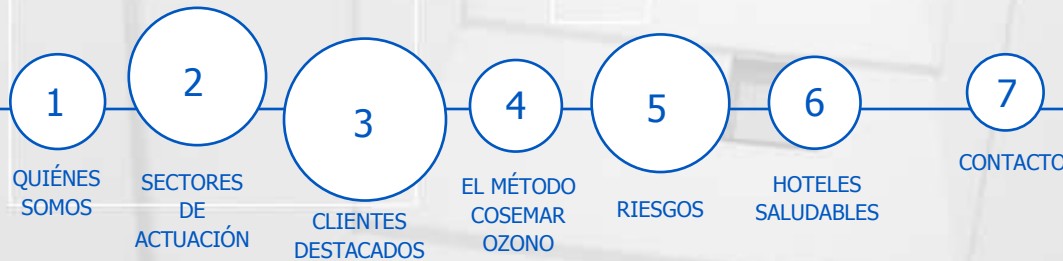 1
QUIÉNES
SOMOS
2
SECTORES
DE
ACTUACIÓN
3
CLIENTES
DESTACADOS
4
EL MÉTODO
COSEMAR
OZONO
5
RIESGOS
6
HOTELES
SALUDABLES
7
CONTACTO